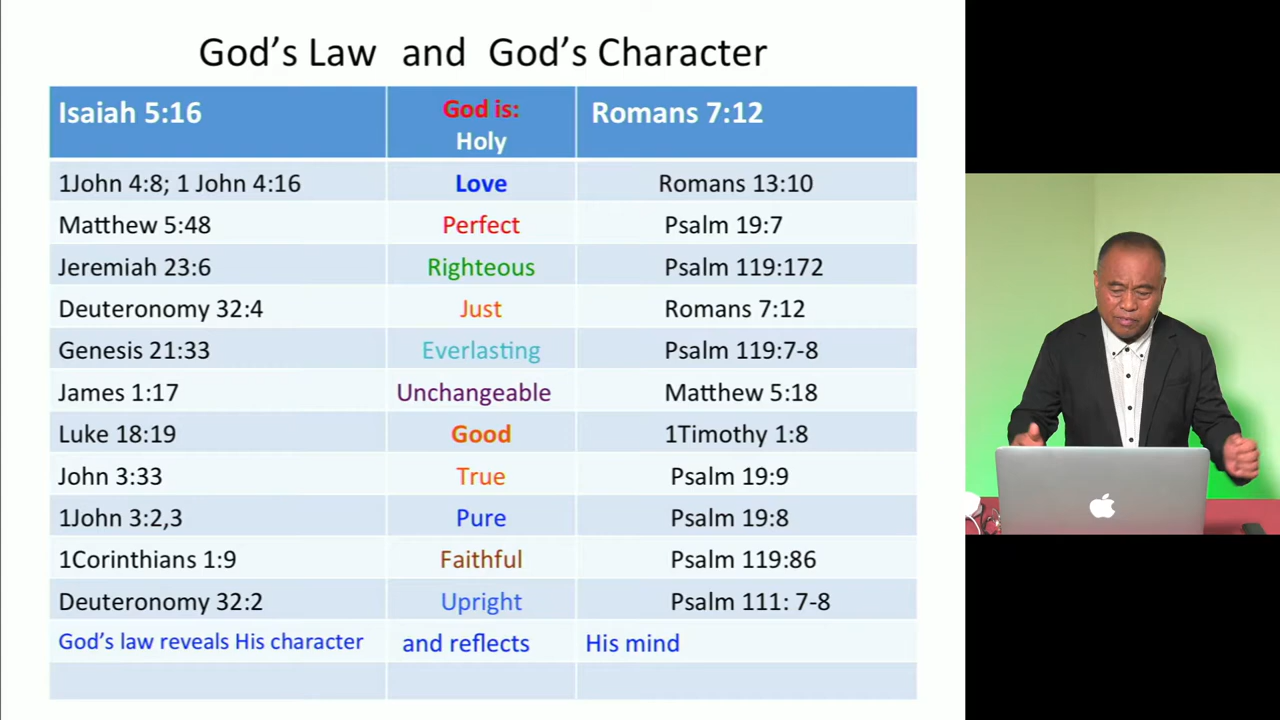 God's Law and God's Character
Isaiah 5:16 God is: Holy Romans 7:12
1John 4:8; 1 John 4:16 Love Romans 13:10
Matthew 5:48 Perfect Psalm 19:7
Jeremiah 23:6 Righteous Psalm 119:172
Deuteronomy 32:4 Just Romans 7:12
Genesis 21:33 Everlasting Psalm 119:7-8
James 1:17 Unchangeable Matthew 5:18
Luke 18:19 Good 1Timothy 1:8
John 3:33 True Psalm 19:9
1John 3:2,3 Pure Psalm 19:8
1Corinthians 1:9 Faithful Psalm 119:86
Deuteronomy 32:2 Upright Psalm 111: 7-8
God's law reveals His character and reflects His mind